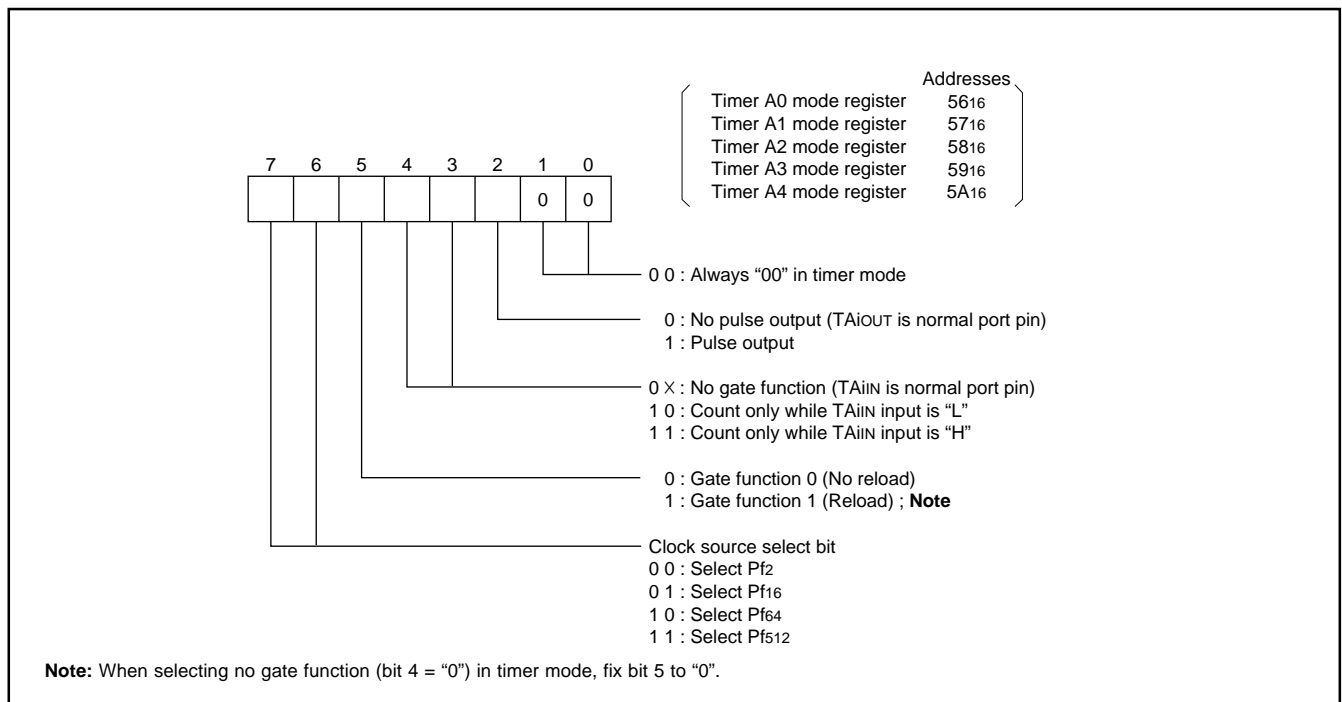 Addresses
Timer A0 mode register 5616
Timer A1 mode register 5716
Timer A2 mode register 5816
Timer A3 mode register 5916
Timer A4 mode register 5A16
7 6 5 4 3 2 1 0
0 0
0 0 : Always “00” in timer mode
0 : No pulse output (TAiOUT is normal port pin)
1 : Pulse output
0 × : No gate function (TAiIN is normal port pin)
1 0 : Count only while TAiIN input is “L”
1 1 : Count only while TAiIN input is “H”
0 : Gate function 0 (No reload)
1 : Gate function 1 (Reload) ; Note
Clock source select bit
0 0 : Select Pf2
0 1 : Select Pf16
1 0 : Select Pf64
1 1 : Select Pf512
Note: When selecting no gate function (bit 4 = “0”) in timer mode, fix bit 5 to “0”.